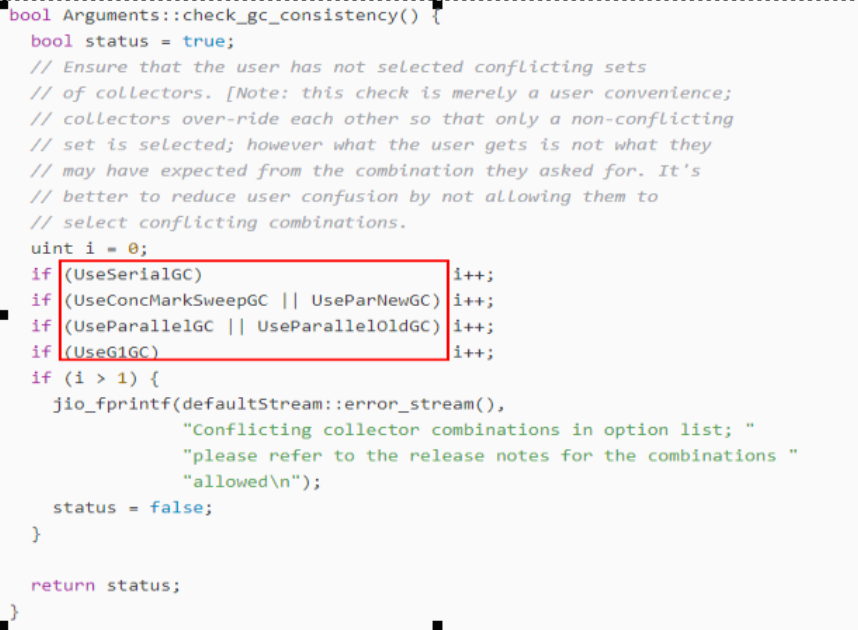 bool Arguments::check_gc_consistency() {
  bool status = true;
  // Ensure that the user has not selected conflicting sets
  // of collectors. [Note: this check is merely a user convenience;
  // collectors over-ride each other so that only a non-conflicting
  // set is selected; however what the user gets is not what they
  // may have expected from the combination they asked for. It's
  // better to reduce user confusion by not allowing them to
  // select conflicting combinations.
  uint i = 0;
  if (UseSerialGC)                       i++;
  if (UseConcMarkSweepGC || UseParNewGC) i++;
  if (UseParallelGC || UseParallelOldGC) i++;
  if (UseG1GC)                           i++;
  if (i > 1) {
    jio_fprintf(defaultStream::error_stream(),
                "Conflicting collector combinations in option list; "
                "please refer to the release notes for the combinations "
                "allowed\n");
    status = false;
  }
  return status;
}